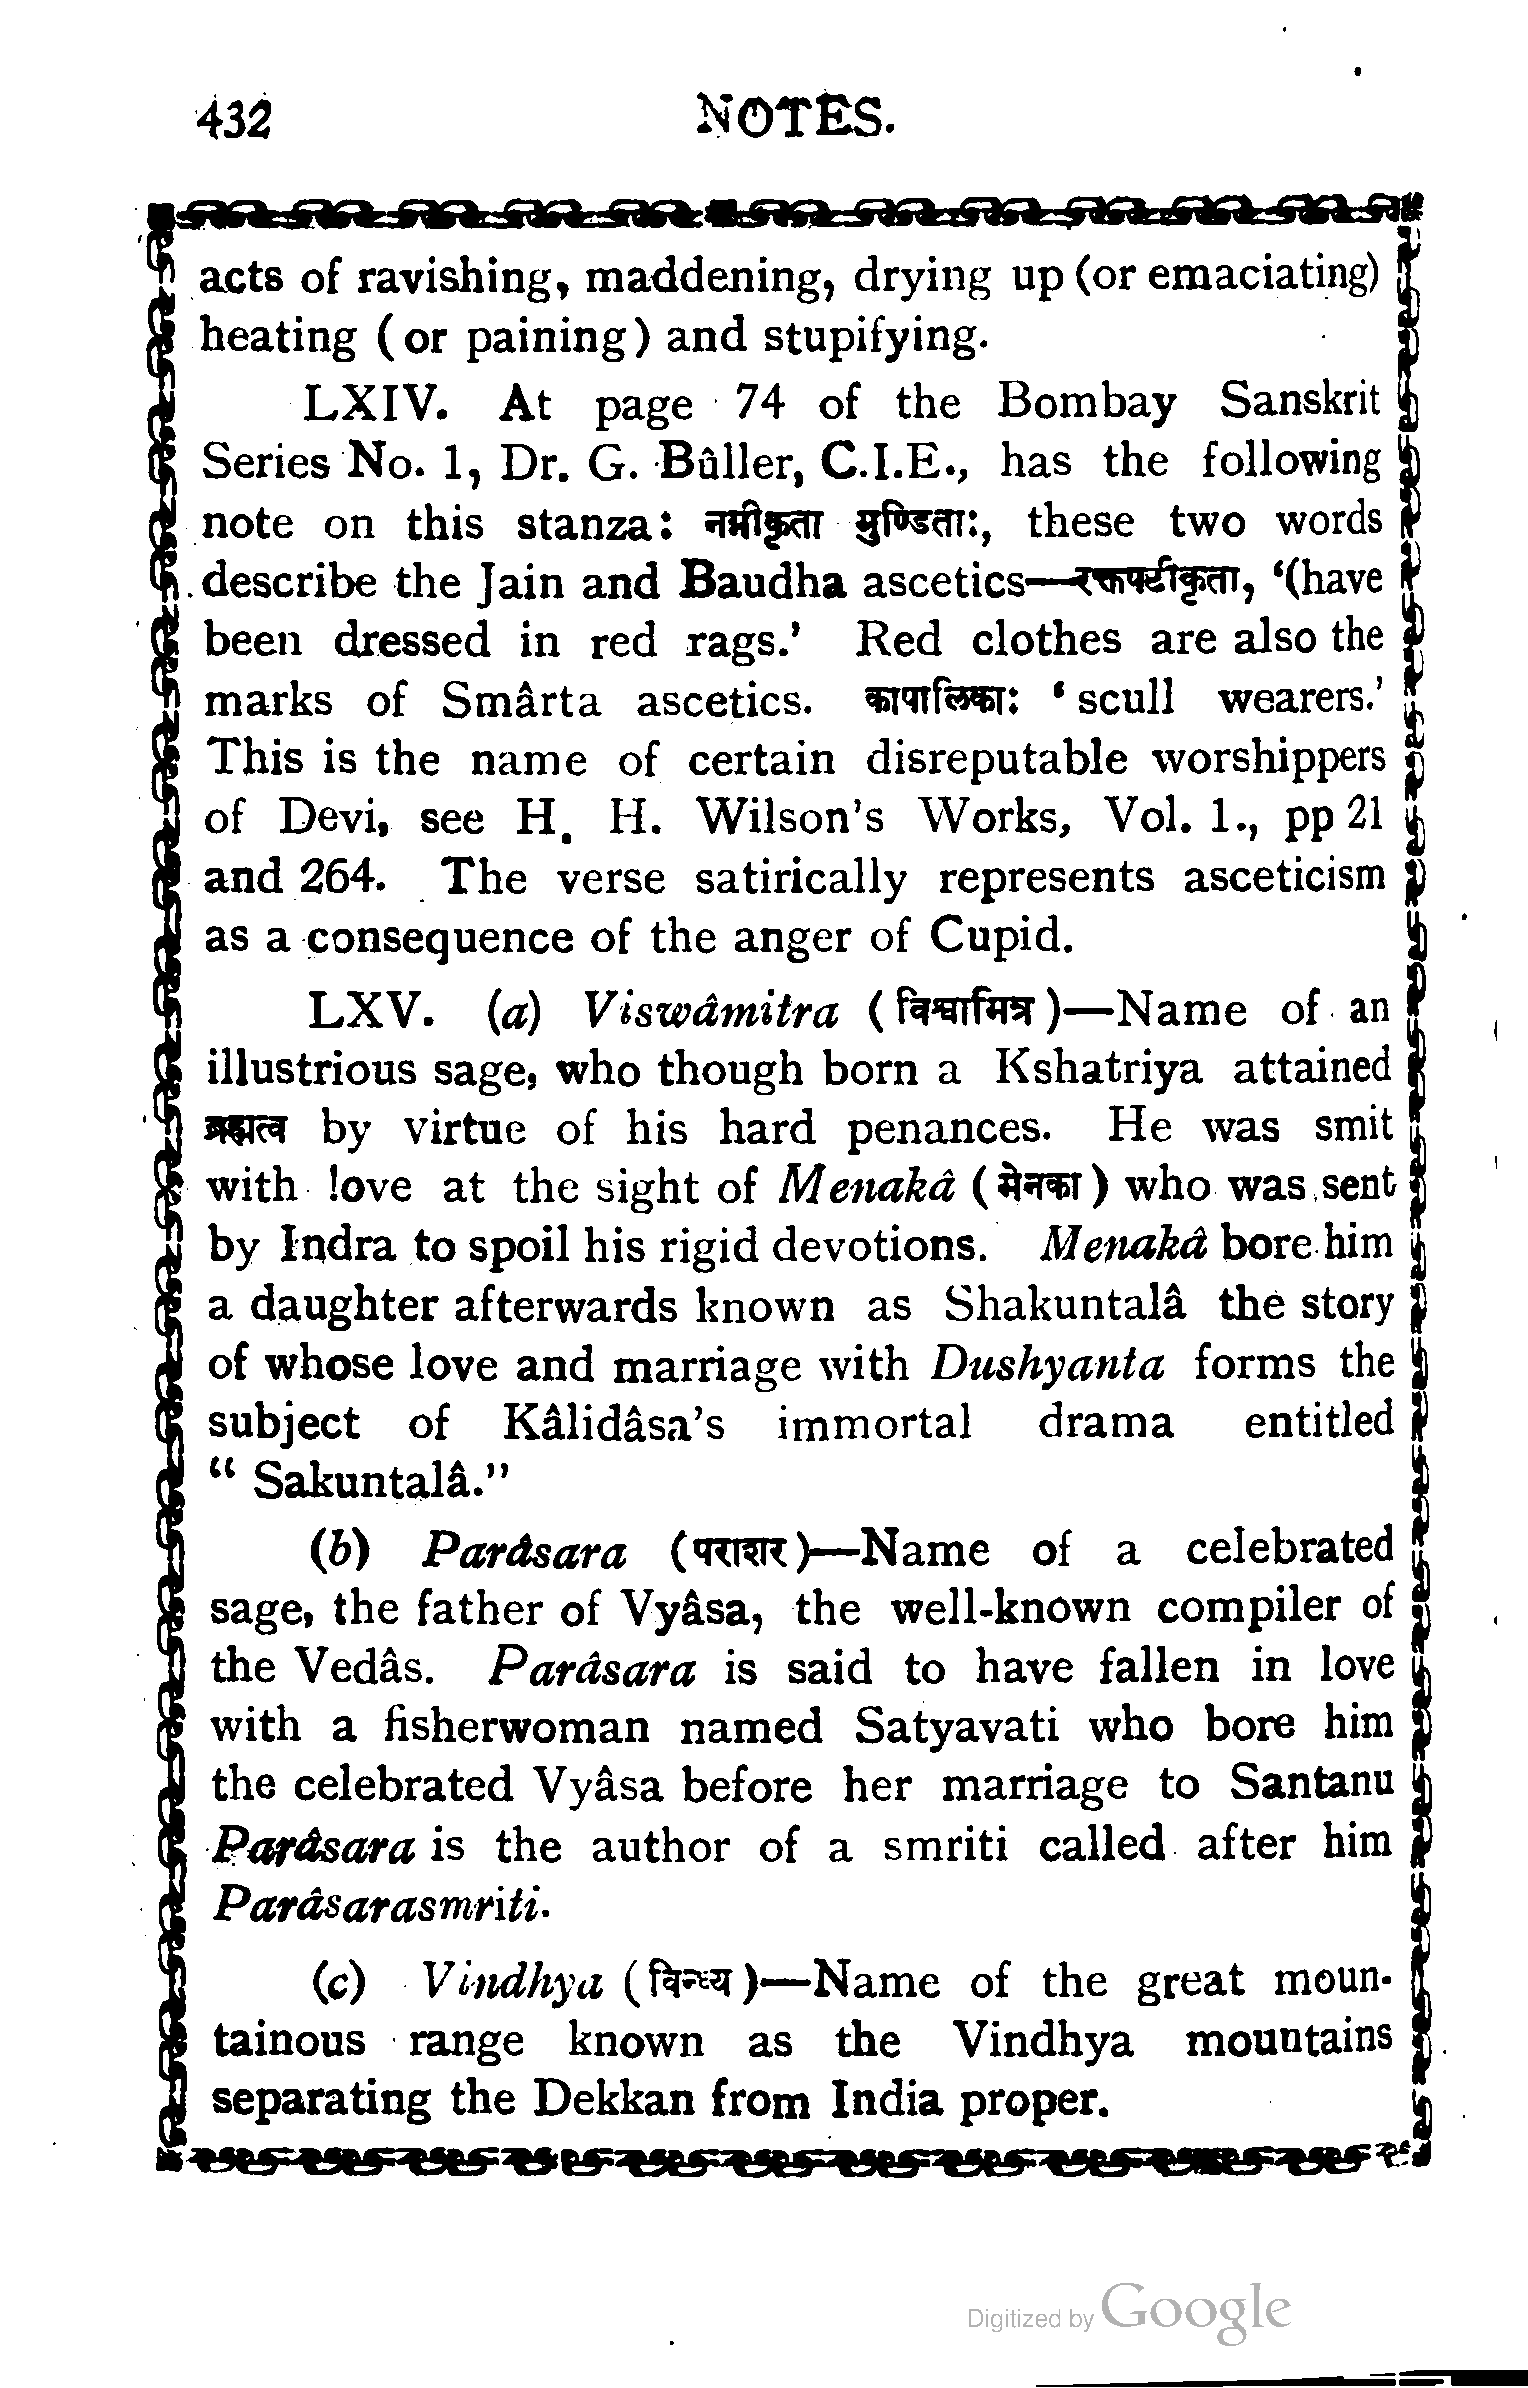 432 NOTES.
acts of ravishing, maddening, drying up (or emaciating)
heating (or paining) and stupifying.
LXIV. At page 74 of the Bombay Sanskrit
Series No. 1, Dr. G. Bûller, C.I.E., has the following
note on this stanza: नग्नीकृता मुण्डिताः, these two words
describe the Jain and Baudha ascetics—रक्तपटीकृता, ‘(have
been dressed in red rags.’ Red clothes are also the
marks of Smârta ascetics. कापालिकाः ‘scull wearers.’
This is the name of certain disreputable worshippers
of Devi, see H. H. Wilson's Works, Vol. 1., pp 21
and 264. The verse satirically represents asceticism
as a consequence of the anger of Cupid.
LXV. (a) Viswâmitra (विश्वामित्र)—Name of an
illustrious sage, who though born a Kshatriya attained
ब्रह्मत्व by virtue of his hard penances. He was smit
with love at the sight of Menakâ (मेनका) who was sent
by Indra to spoil his rigid devotions. Menakâ bore him
a daughter afterwards known as Shakuntalâ the story
of whose love and marriage with Dushyanta forms the
subject of Kâlidâsa's immortal drama entitled
“ Sakuntalâ.”
(b) Parâsara (पराशर)—Name of a celebrated
sage, the father of Vyâsa, the well-known compiler of
the Vedâs. Parâsara is said to have fallen in love
with a fisherwoman named Satyavati who bore him
the celebrated Vyâsa before her marriage to Santanu
Parâsara is the author of a smriti called after him
Parâsarasmriti.
(c) Vindhya (विन्ध्य)—Name of the great moun-
tainous range known as the Vindhya mountains
separating the Dekkan from India proper.
Digitized by Google